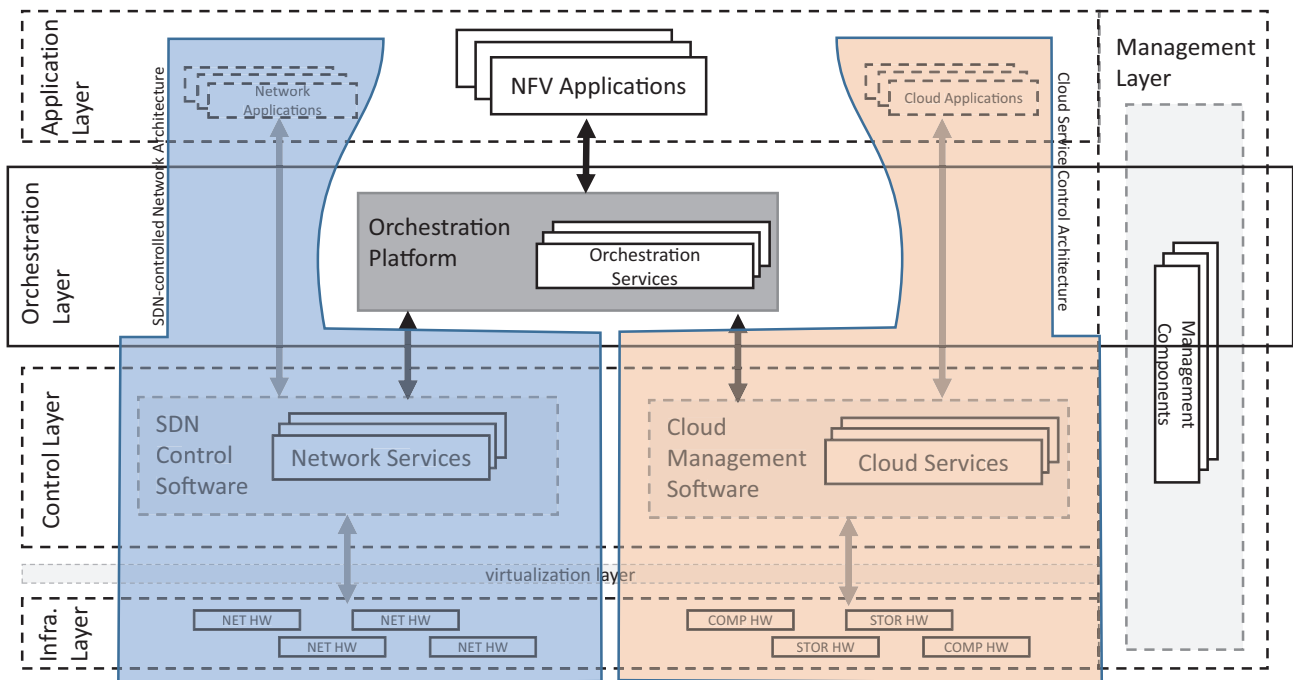 Application
Layer
SDN-controlled Network Architecture
Network
Applications
NFV Applications
Cloud Applications
Cloud Service Control Architecture
Management
Layer
Orchestration
Layer
Orchestration
Platform
Orchestration
Services
Management
Components
Control Layer
SDN
Control
Software
Network Services
Cloud
Management
Software
Cloud Services
virtualization layer
Infra.
Layer
NET HW
NET HW
NET HW
NET HW
COMP HW
STOR HW
STOR HW
COMP HW